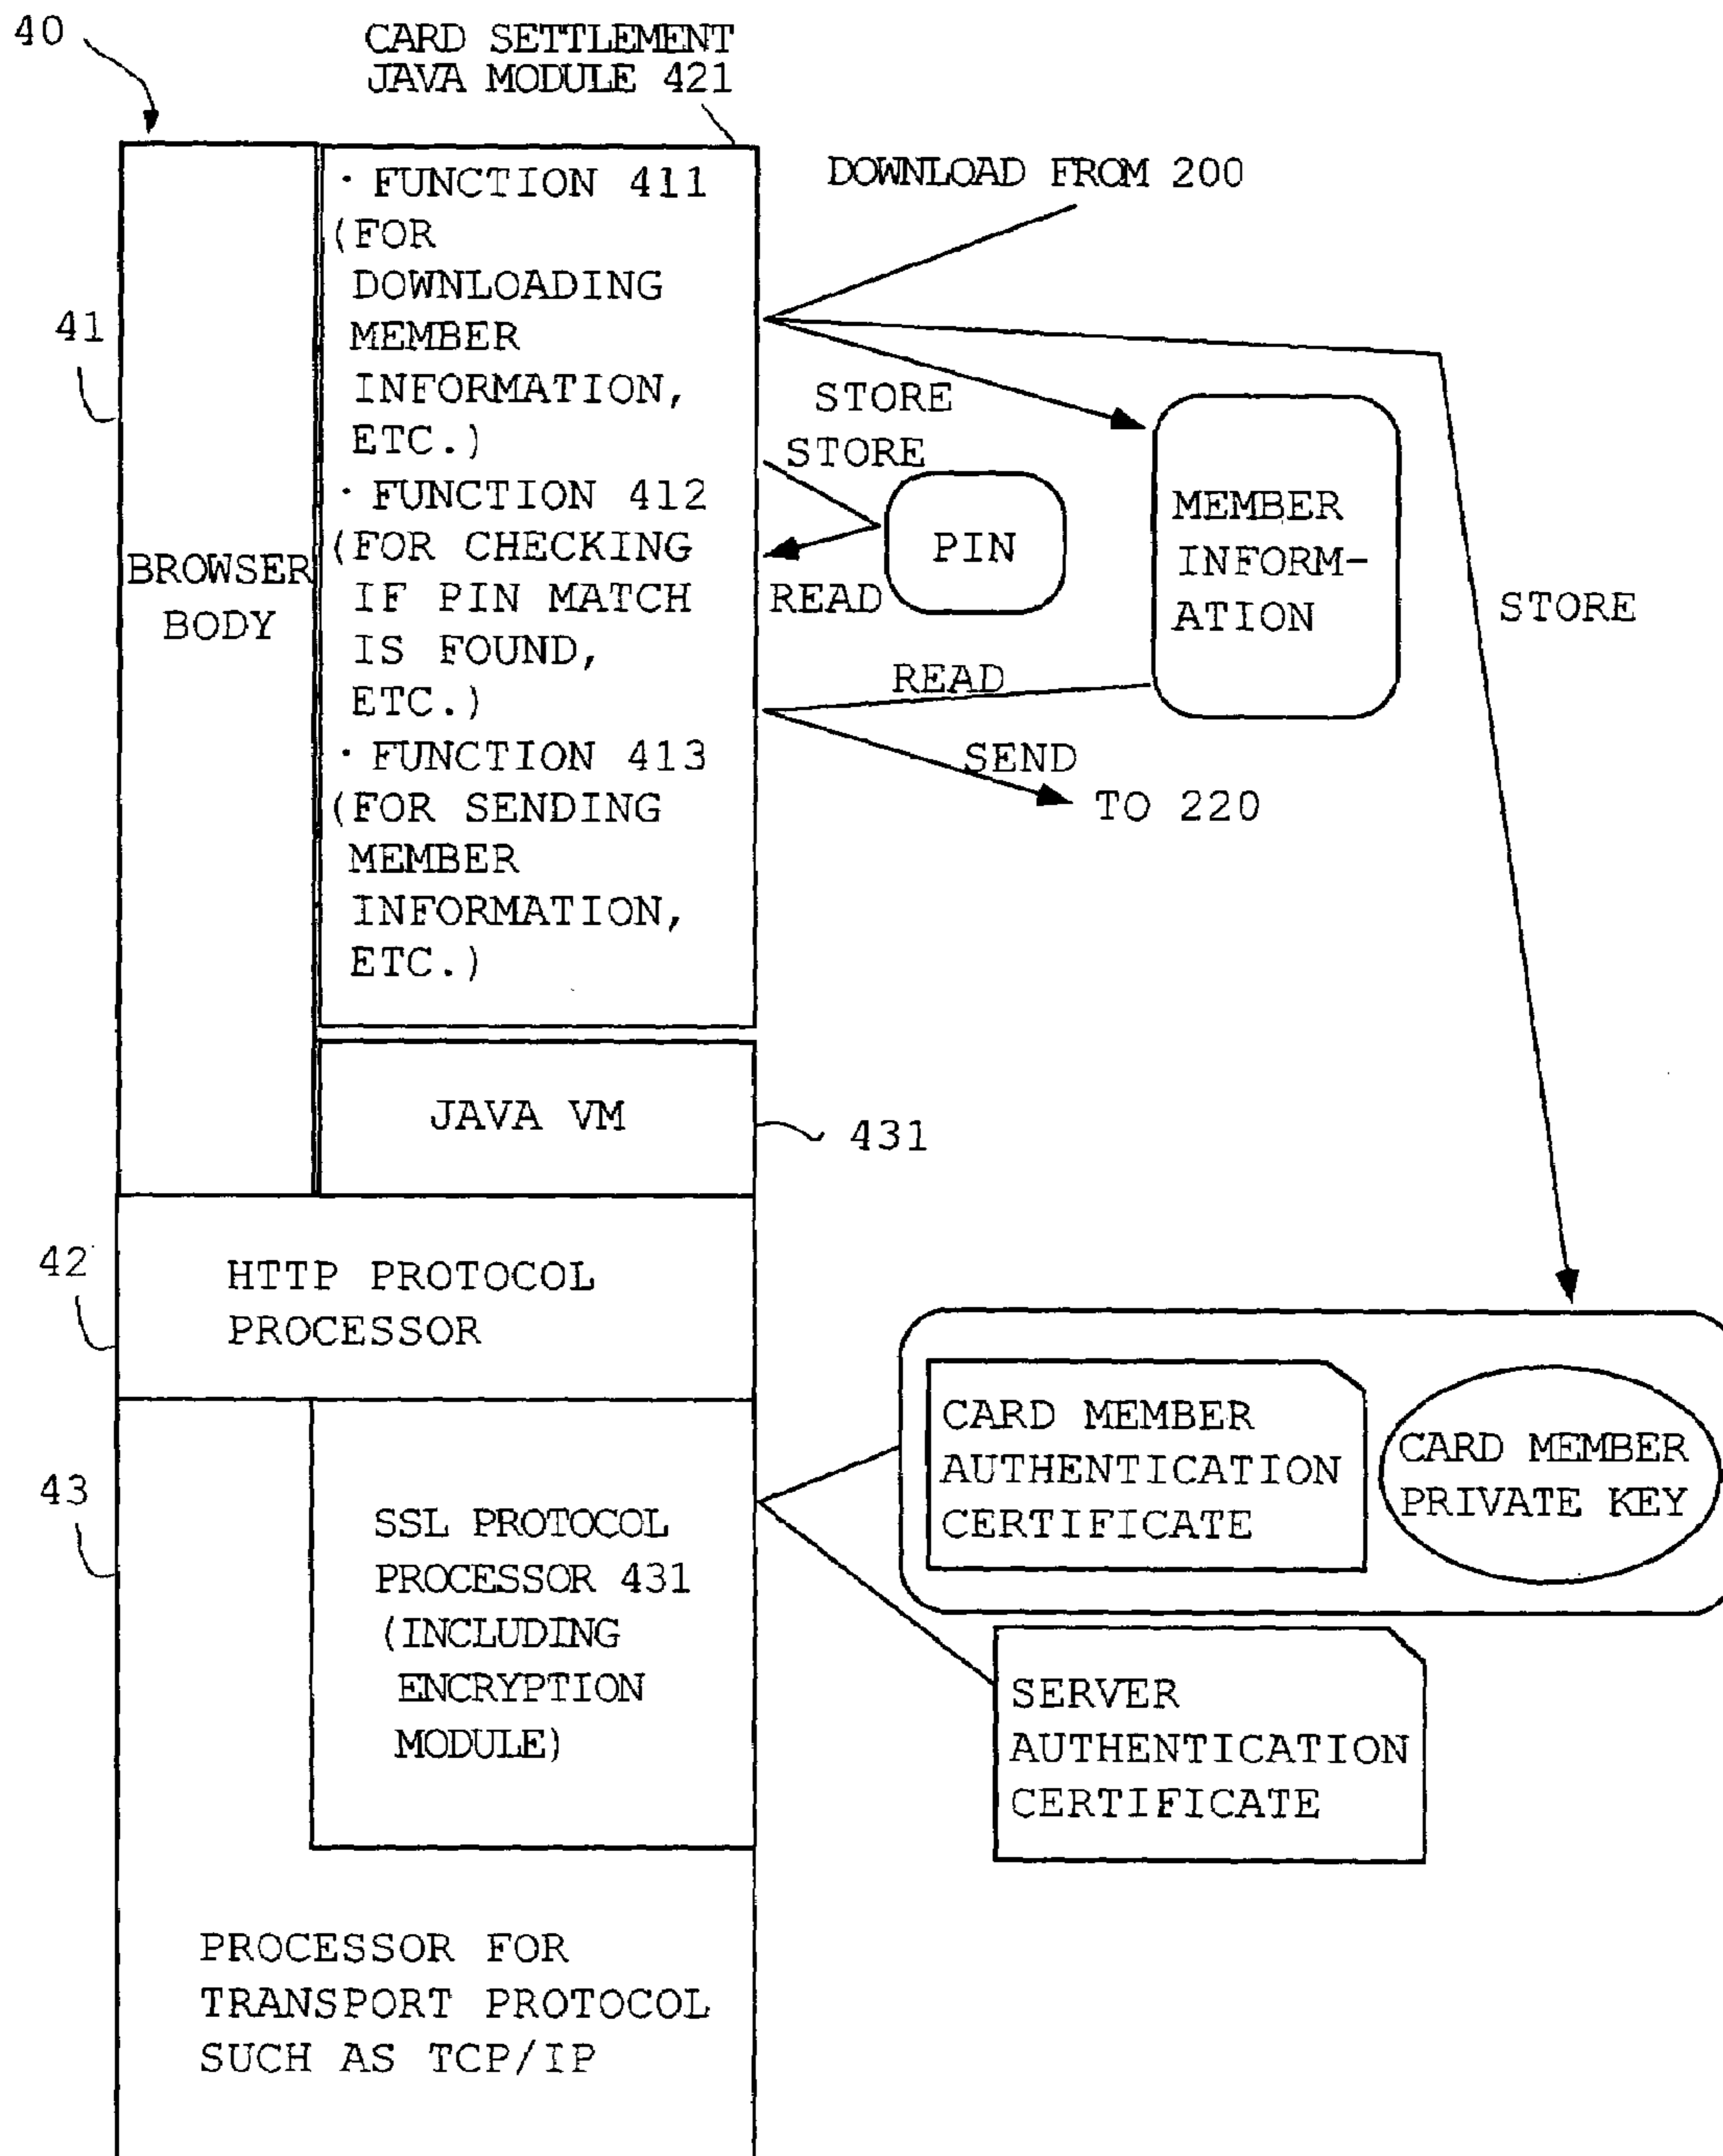 40
CARD SETTLEMENT
JAVA MODULE 421
· FUNCTION 411
(FOR
DOWNLOADING
MEMBER
INFORMATION,
ETC.)
· FUNCTION 412
(FOR CHECKING
IF PIN MATCH
IS FOUND,
ETC.)
· FUNCTION 413
(FOR SENDING
MEMBER
INFORMATION,
ETC.)
DOWNLOAD FROM 200
41
BROWSER
BODY
STORE
STORE
PIN
READ
MEMBER
INFORM-
ATION
STORE
READ
SEND
TO 220
JAVA VM
431
42
HTTP PROTOCOL
PROCESSOR
43
SSL PROTOCOL
PROCESSOR 431
(INCLUDING
ENCRYPTION
MODULE)
CARD MEMBER
AUTHENTICATION
CERTIFICATE
CARD MEMBER
PRIVATE KEY
SERVER
AUTHENTICATION
CERTIFICATE
PROCESSOR FOR
TRANSPORT PROTOCOL
SUCH AS TCP/IP